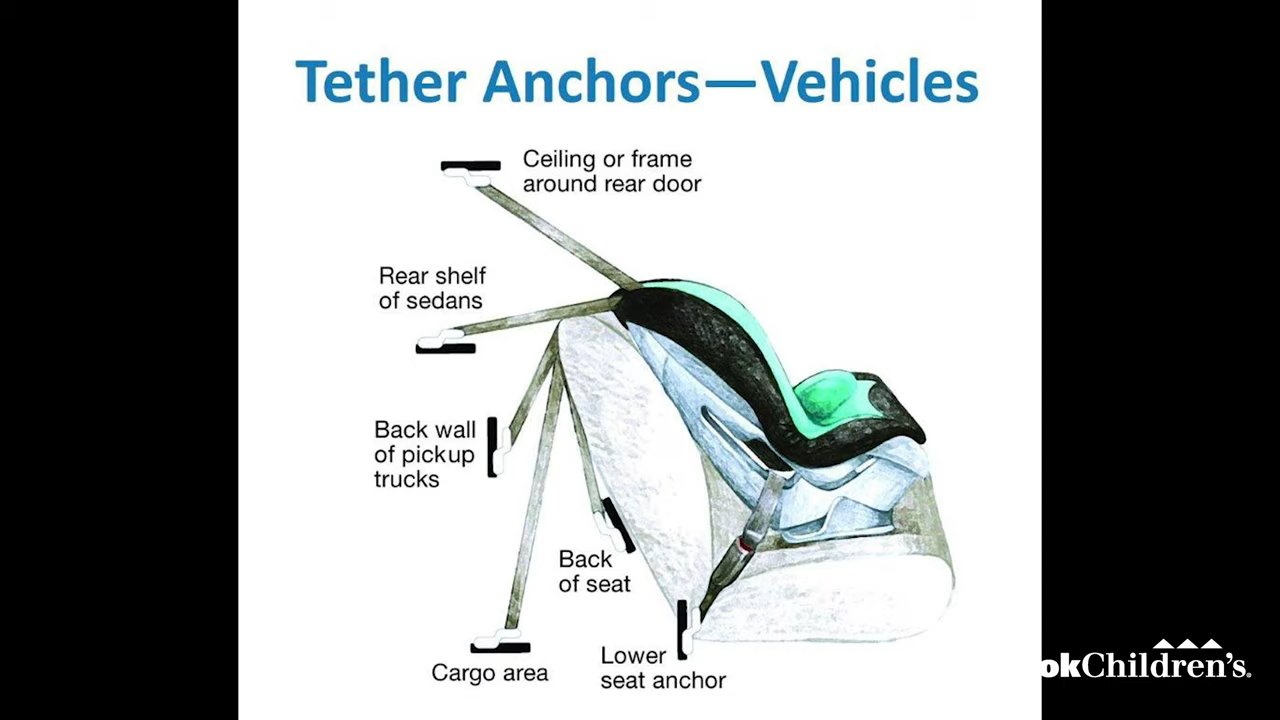 Tether Anchors—Vehicles
Ceiling or frame
around rear door
Rear shelf
of sedans
Back wall
of pickup
trucks
Back
of seat
Cargo area
Lower
seat anchor
okChildren's.